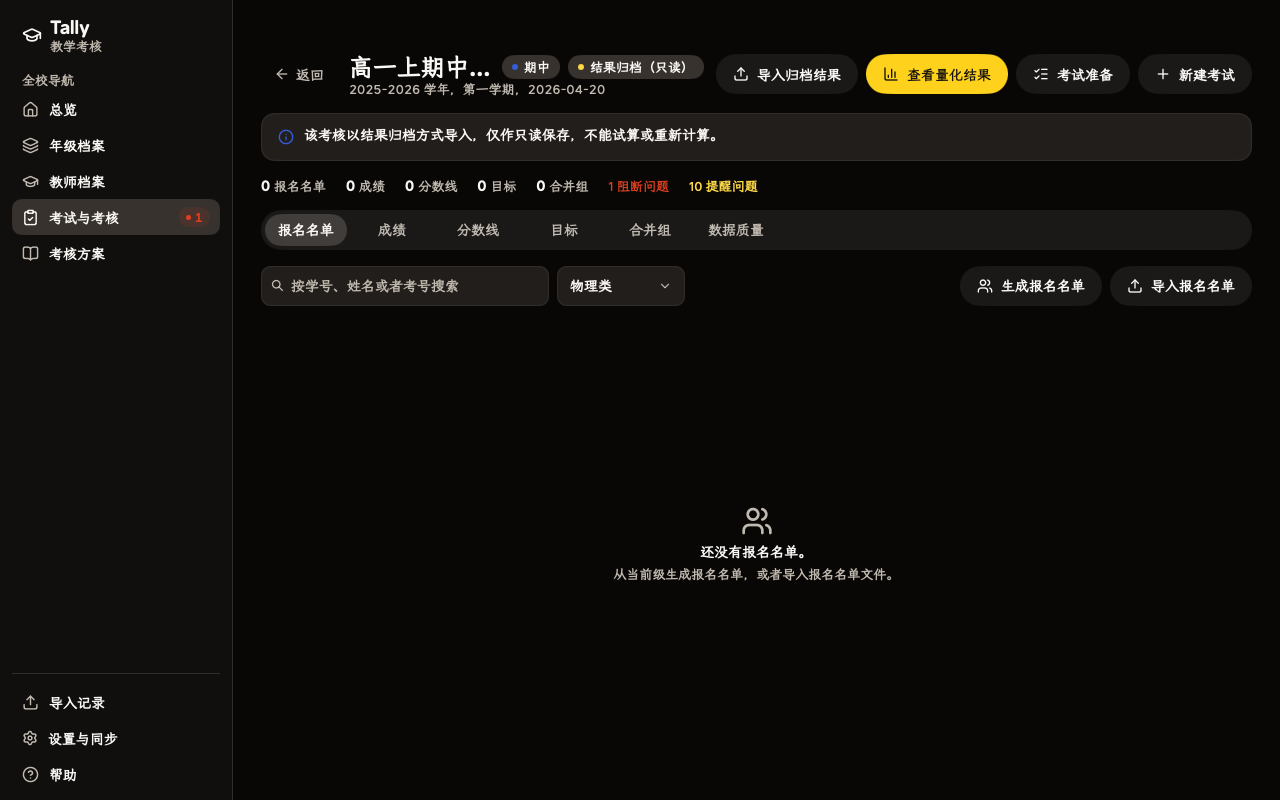 Tally
教学考核
全校导航
总览
年级档案
教师档案
考试与考核
1
考核方案
导入记录
设置与同步
帮助
返回
高一上期中...
期中
结果归档（只读）
2025-2026 学年，第一学期，2026-04-20
导入归档结果
查看量化结果
考试准备
新建考试
该考核以结果归档方式导入，仅作只读保存，不能试算或重新计算。
0 报名名单 0 成绩 0 分数线 0 目标 0 合并组 1 阻断问题 10 提醒问题
报名名单 成绩 分数线 目标 合并组 数据质量
按学号、姓名或者考号搜索
物理类
生成报名名单
导入报名名单
还没有报名名单。
从当前级生成报名名单，或者导入报名名单文件。